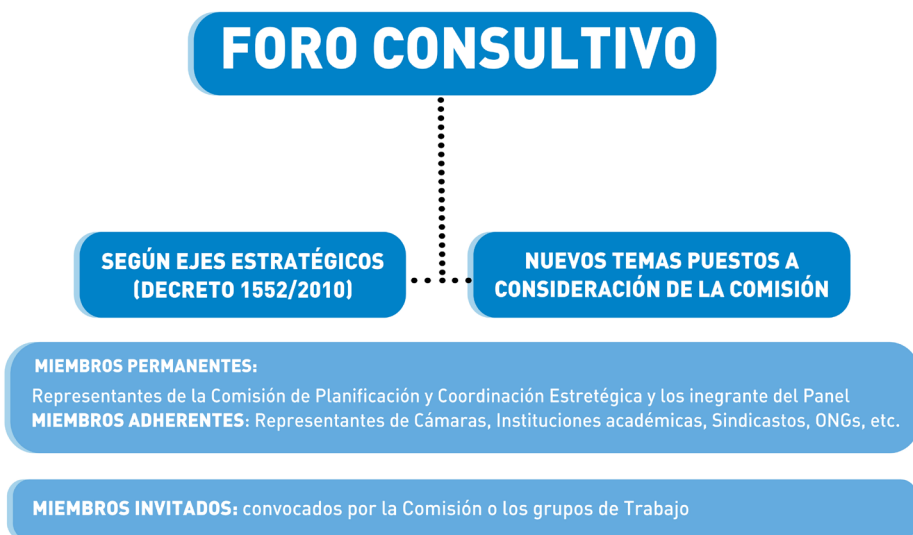 FORO CONSULTIVO
SEGÚN EJES ESTRATÉGICOS
(DECRETO 1552/2010)
NUEVOS TEMAS PUESTOS A
CONSIDERACIÓN DE LA COMISIÓN
MIEMBROS PERMANENTES:
Representantes de la Comisión de Planificación y Coordinación Estretégica y los inegrante del Panel
MIEMBROS ADHERENTES: Representantes de Cámaras, Instituciones académicas, Sindicastos, ONGs, etc.
MIEMBROS INVITADOS: convocados por la Comisión o los grupos de Trabajo